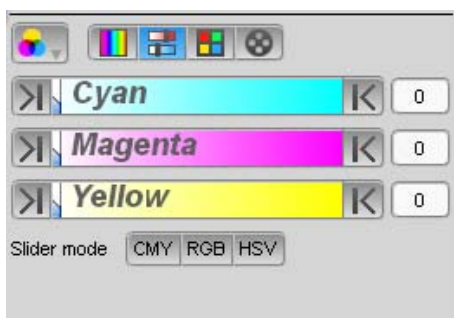 Cyan 0
Magenta 0
Yellow 0
Slider mode CMY RGB HSV